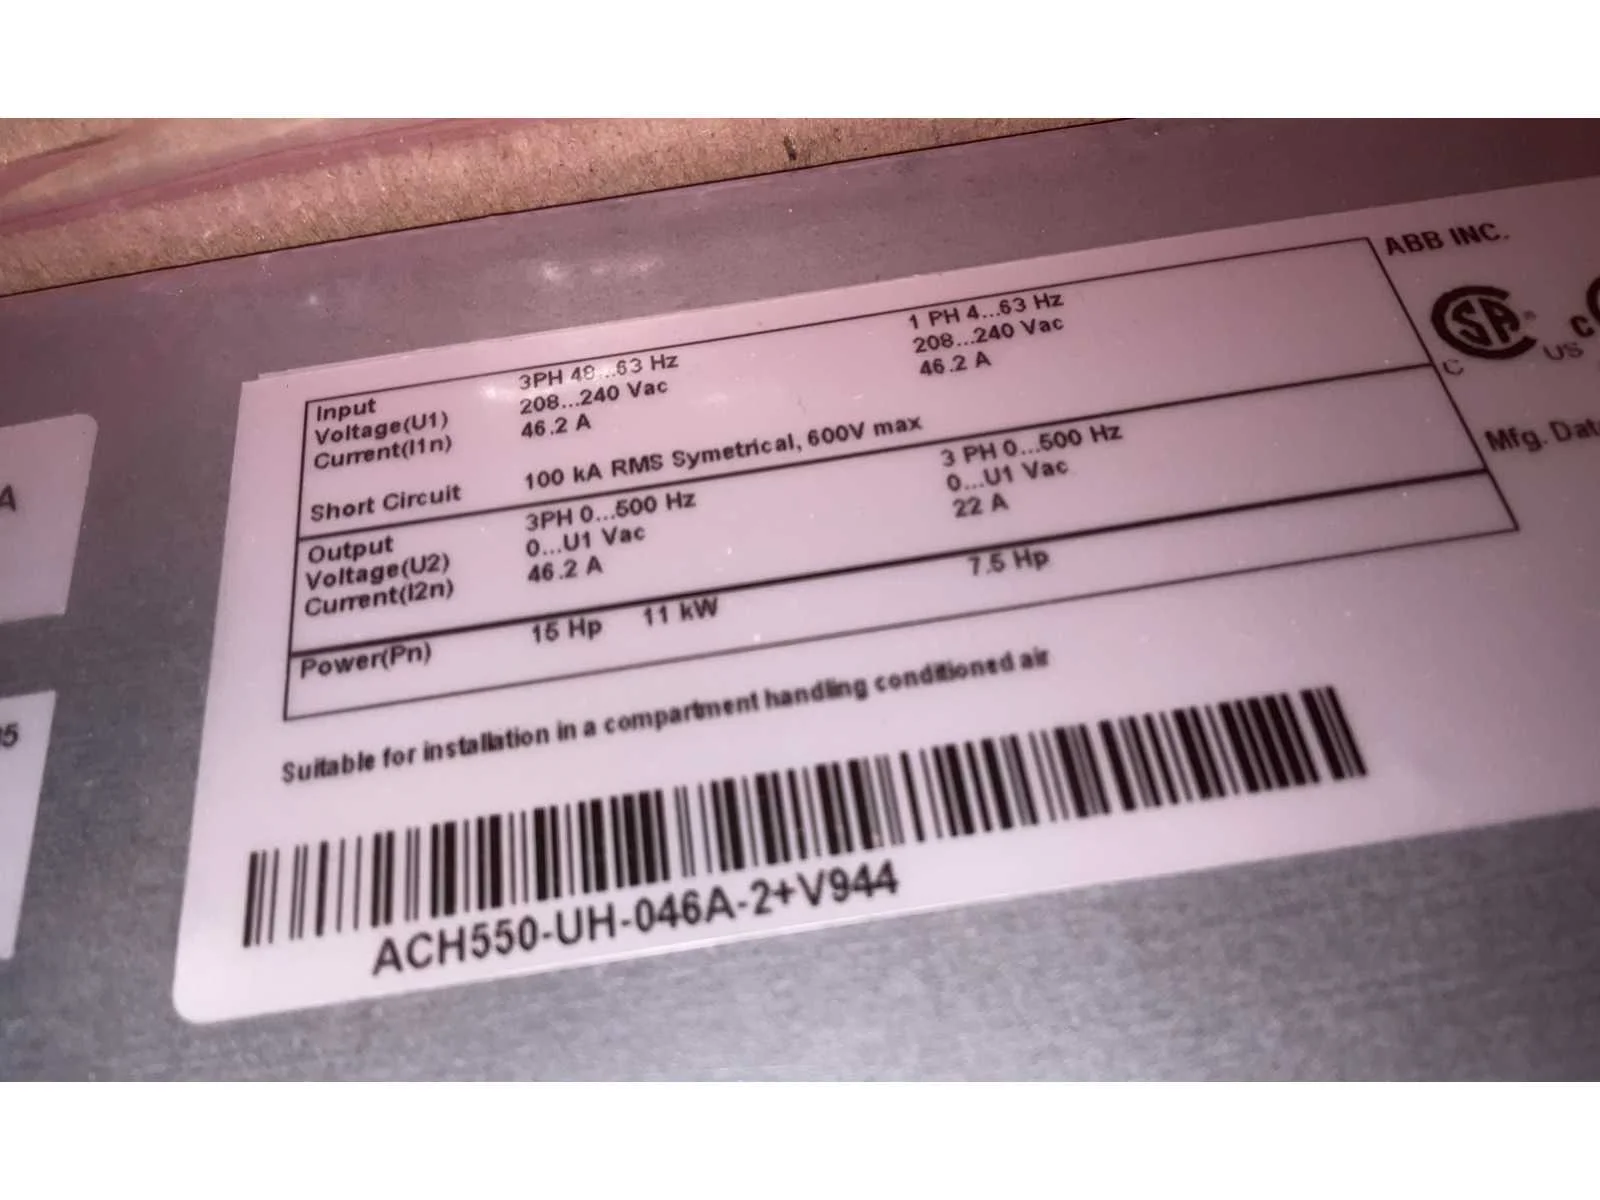 ABB INC.
Input 3PH 48...63 Hz 1 PH 4...63 Hz
Voltage(U1) 208...240 Vac 208...240 Vac
Current(I1n) 46.2 A 46.2 A
Short Circuit 100 kA RMS Symetrical, 600V max
Output 3PH 0...500 Hz 3 PH 0...500 Hz
Voltage(U2) 0...U1 Vac 0...U1 Vac
Current(I2n) 46.2 A 22 A
Power(Pn) 15 Hp 11 kW 7.5 Hp
Suitable for installation in a compartment handling conditioned air
ACH550-UH-046A-2+V944
CSA®
C US
C
Mfg. Dat
A
5